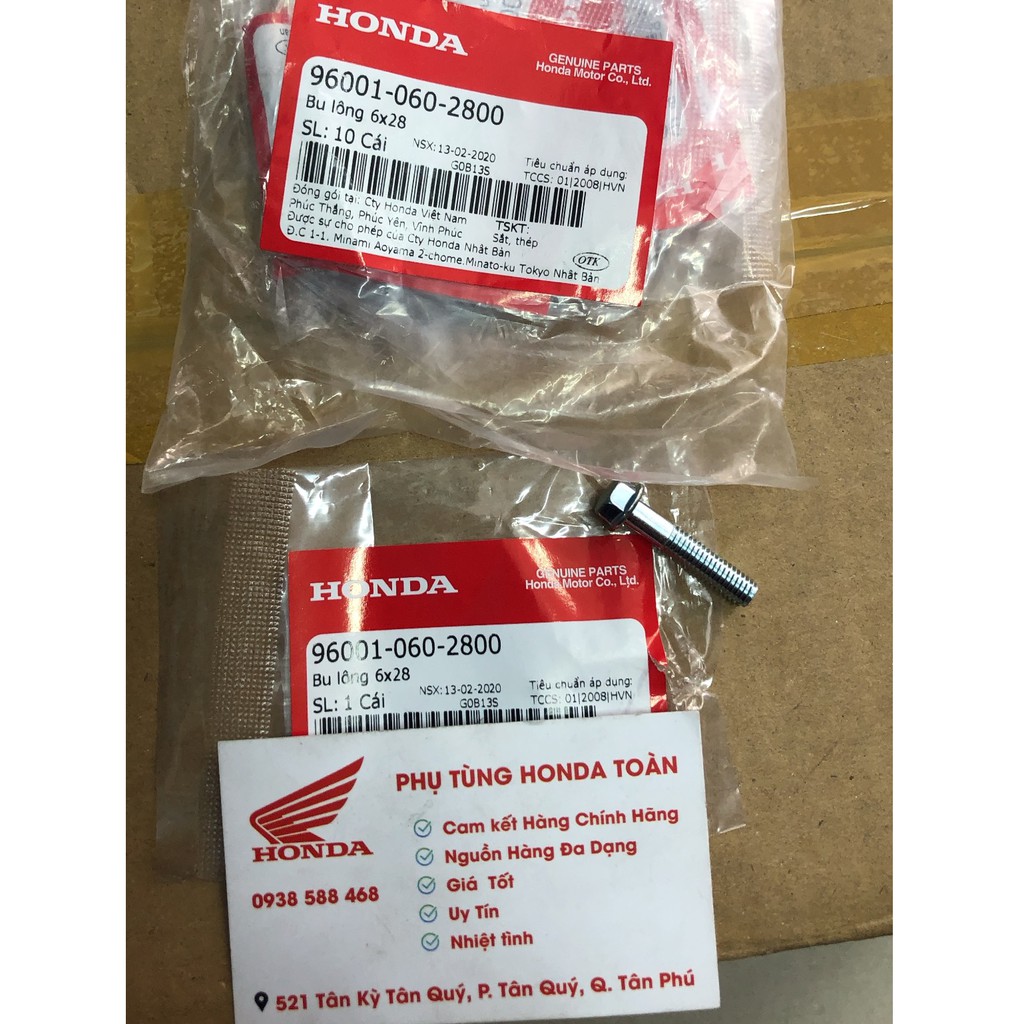 HONDA
GENUINE PARTS
Honda Motor Co., Ltd.
96001-060-2800
Bu lông 6x28
SL: 10 Cái
NSX:13-02-2020
G0B13S
Tiêu chuẩn áp dụng:
TCCS: 01|2008|HVN
Đóng gói tại: Cty Honda Việt Nam
Phúc Thắng, Phúc Yên, Vĩnh Phúc
TSKT:
Sắt, thép
Được sự cho phép của Cty Honda Nhật Bản
Đ.C 1-1, Minami Aoyama 2-chome.Minato-ku Tokyo Nhật Bản
OTK
HONDA
GENUINE PARTS
Honda Motor Co., Ltd.
96001-060-2800
Bu lông 6x28
SL: 1 Cái
NSX:13-02-2020
G0B13S
Tiêu chuẩn áp dụng:
TCCS: 01|2008|HVN
HONDA
0938 588 468
PHỤ TÙNG HONDA TOÀN
Cam kết Hàng Chính Hãng
Nguồn Hàng Đa Dạng
Giá Tốt
Uy Tín
Nhiệt tình
521 Tân Kỳ Tân Quý, P. Tân Quý, Q. Tân Phú